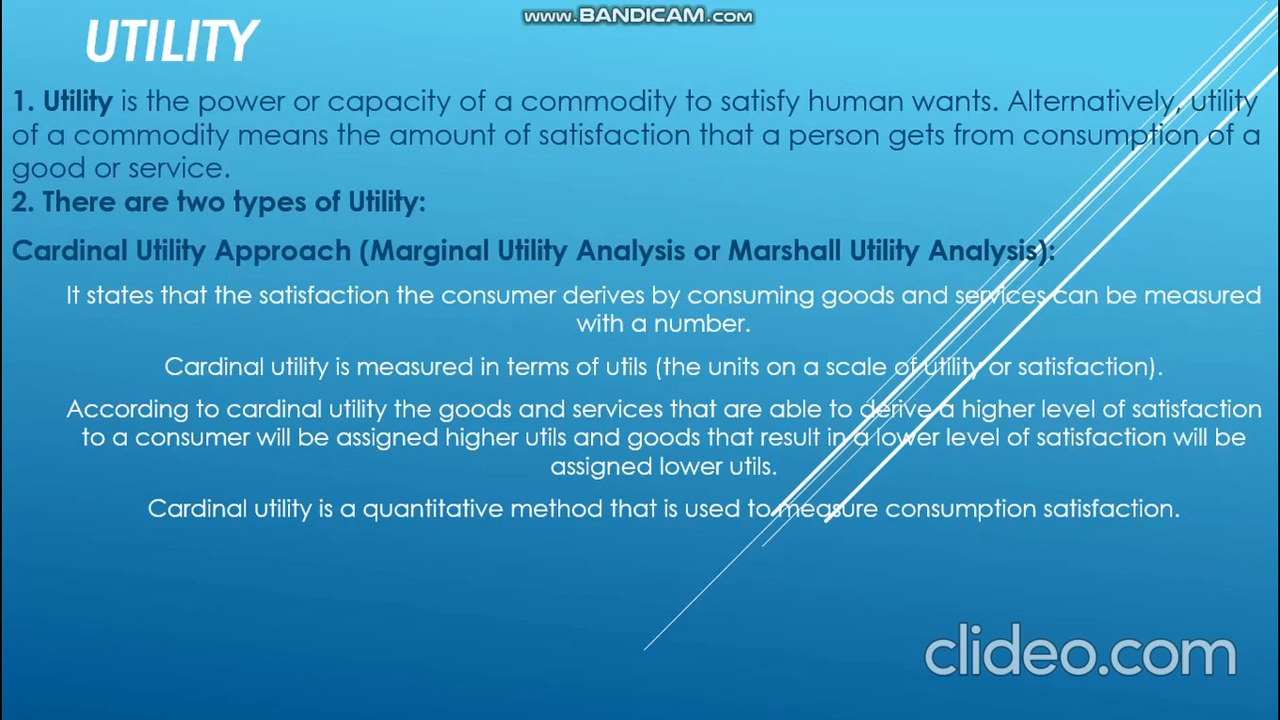 www.BANDICAM.com
UTILITY
1. Utility is the power or capacity of a commodity to satisfy human wants. Alternatively, utility
of a commodity means the amount of satisfaction that a person gets from consumption of a
good or service.
2. There are two types of Utility:
Cardinal Utility Approach (Marginal Utility Analysis or Marshall Utility Analysis):
It states that the satisfaction the consumer derives by consuming goods and services can be measured
with a number.
Cardinal utility is measured in terms of utils (the units on a scale of utility or satisfaction).
According to cardinal utility the goods and services that are able to derive a higher level of satisfaction
to a consumer will be assigned higher utils and goods that result in a lower level of satisfaction will be
assigned lower utils.
Cardinal utility is a quantitative method that is used to measure consumption satisfaction.
clideo.com